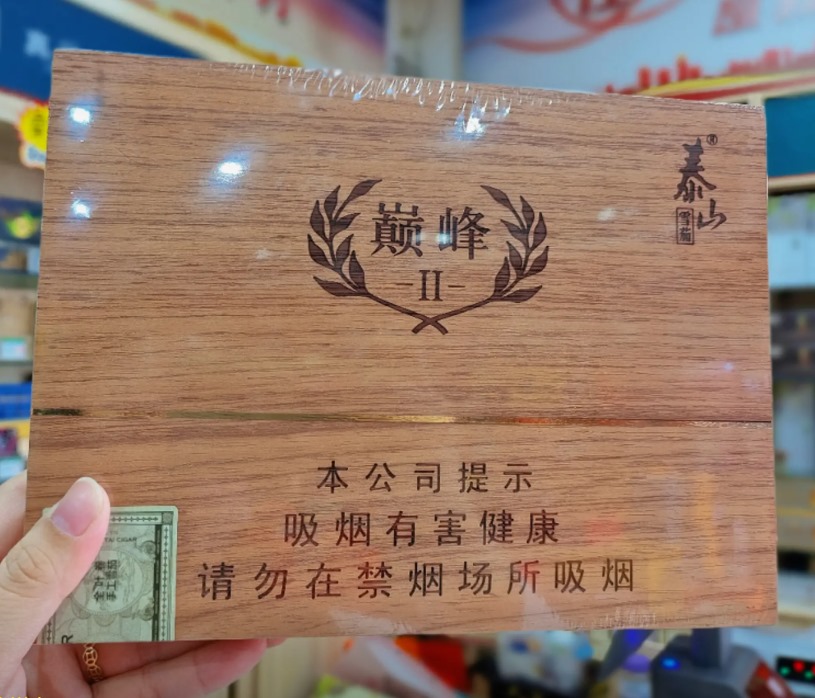 泰山®
雪茄
巅峰
-II-
本公司提示
吸烟有害健康
请勿在禁烟场所吸烟